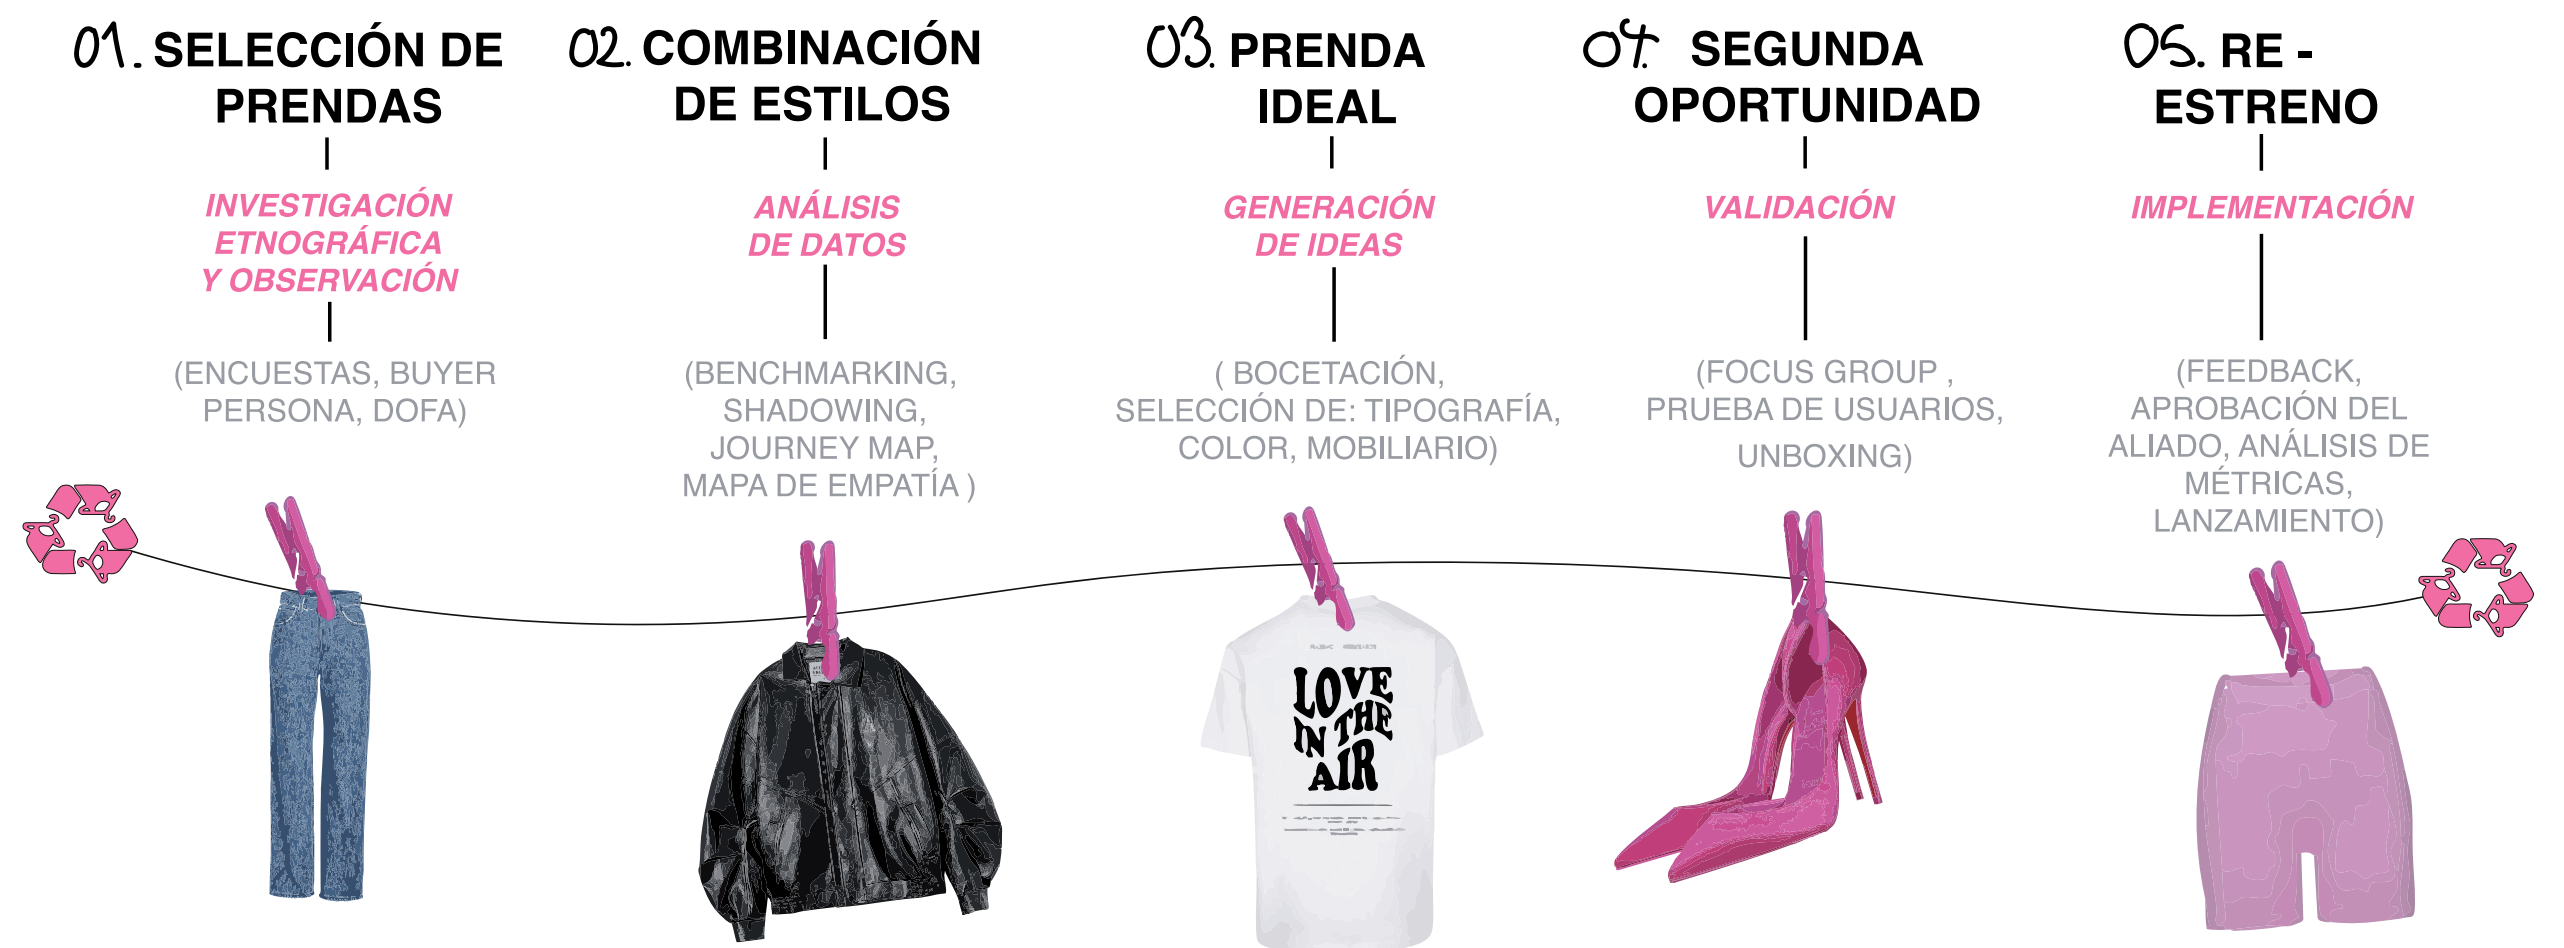 01. SELECCIÓN DE
PRENDAS
INVESTIGACIÓN
ETNOGRÁFICA
Y OBSERVACIÓN
(ENCUESTAS, BUYER
PERSONA, DOFA)
02. COMBINACIÓN
DE ESTILOS
ANÁLISIS
DE DATOS
(BENCHMARKING,
SHADOWING,
JOURNEY MAP,
MAPA DE EMPATÍA )
03. PRENDA
IDEAL
GENERACIÓN
DE IDEAS
( BOCETACIÓN,
SELECCIÓN DE: TIPOGRAFÍA,
COLOR, MOBILIARIO)
04. SEGUNDA
OPORTUNIDAD
VALIDACIÓN
(FOCUS GROUP ,
PRUEBA DE USUARIOS,
UNBOXING)
05. RE -
ESTRENO
IMPLEMENTACIÓN
(FEEDBACK,
APROBACIÓN DEL
ALIADO, ANÁLISIS DE
MÉTRICAS,
LANZAMIENTO)
LOVE
IN THE
AIR